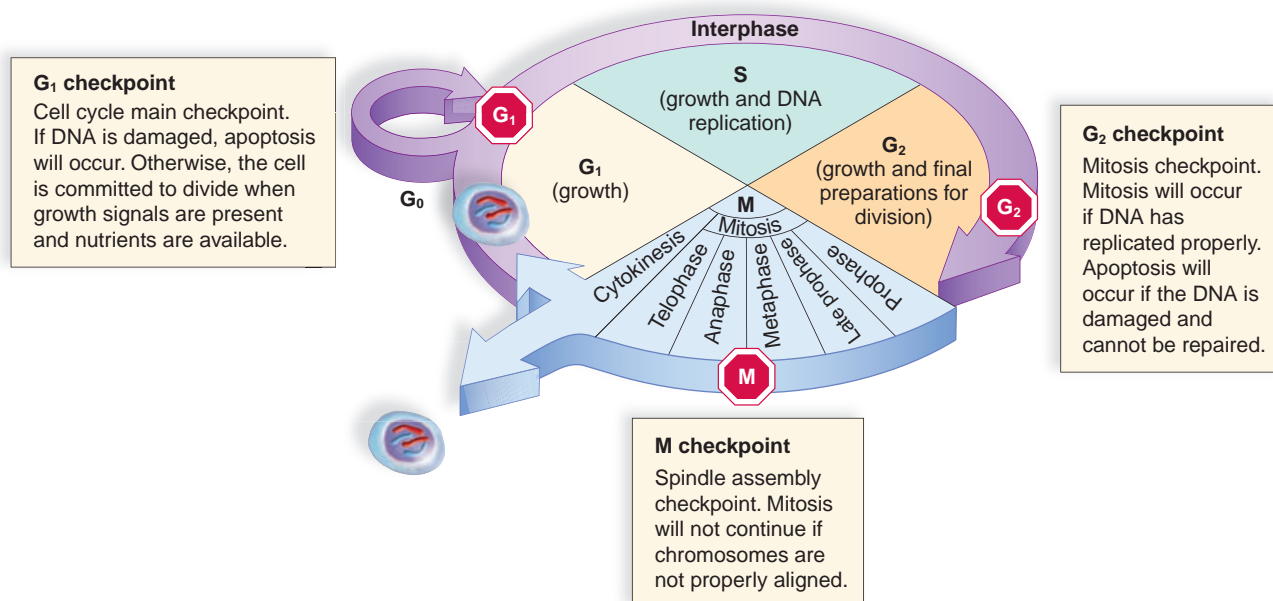 Interphase
G₁ checkpoint
Cell cycle main checkpoint.
If DNA is damaged, apoptosis
will occur. Otherwise, the cell
is committed to divide when
growth signals are present
and nutrients are available.
G₀
G₁
S
(growth and DNA
replication)
G₁
(growth)
G₂
(growth and final
preparations for
division)
G₂
M
Mitosis
Cytokinesis
Telophase
Anaphase
Metaphase
Late prophase
Prophase
M
G₂ checkpoint
Mitosis checkpoint.
Mitosis will occur
if DNA has
replicated properly.
Apoptosis will
occur if the DNA is
damaged and
cannot be repaired.
M checkpoint
Spindle assembly
checkpoint. Mitosis
will not continue if
chromosomes are
not properly aligned.